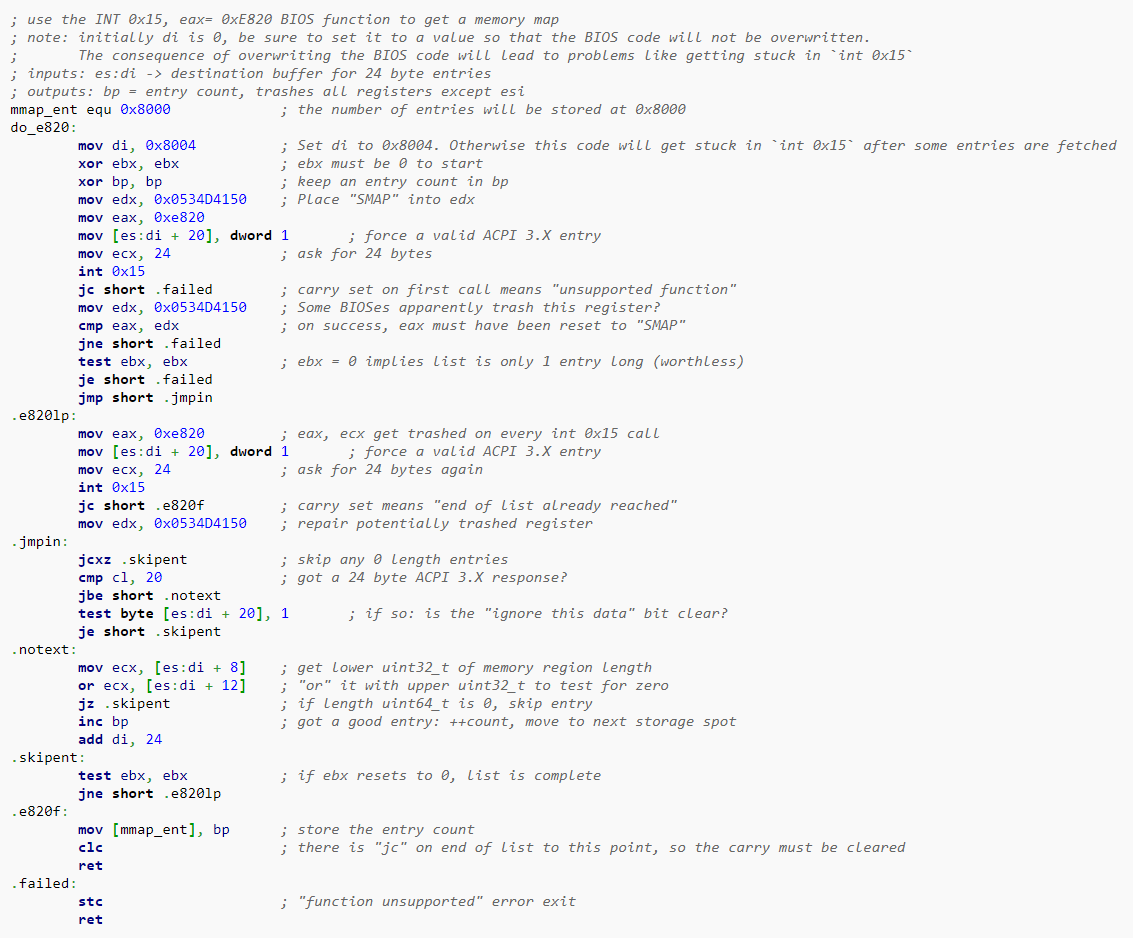 ; use the INT 0x15, eax= 0xE820 BIOS function to get a memory map
; note: initially di is 0, be sure to set it to a value so that the BIOS code will not be overwritten.
;       The consequence of overwriting the BIOS code will lead to problems like getting stuck in `int 0x15`
; inputs: es:di -> destination buffer for 24 byte entries
; outputs: bp = entry count, trashes all registers except esi
mmap_ent equ 0x8000             ; the number of entries will be stored at 0x8000
do_e820:
        mov di, 0x8004          ; Set di to 0x8004. Otherwise this code will get stuck in `int 0x15` after some entries are fetched
        xor ebx, ebx            ; ebx must be 0 to start
        xor bp, bp              ; keep an entry count in bp
        mov edx, 0x0534D4150    ; Place "SMAP" into edx
        mov eax, 0xe820
        mov [es:di + 20], dword 1       ; force a valid ACPI 3.X entry
        mov ecx, 24             ; ask for 24 bytes
        int 0x15
        jc short .failed        ; carry set on first call means "unsupported function"
        mov edx, 0x0534D4150    ; Some BIOSes apparently trash this register?
        cmp eax, edx            ; on success, eax must have been reset to "SMAP"
        jne short .failed
        test ebx, ebx           ; ebx = 0 implies list is only 1 entry long (worthless)
        je short .failed
        jmp short .jmpin
.e820lp:
        mov eax, 0xe820         ; eax, ecx get trashed on every int 0x15 call
        mov [es:di + 20], dword 1       ; force a valid ACPI 3.X entry
        mov ecx, 24             ; ask for 24 bytes again
        int 0x15
        jc short .e820f         ; carry set means "end of list already reached"
        mov edx, 0x0534D4150    ; repair potentially trashed register
.jmpin:
        jcxz .skipent           ; skip any 0 length entries
        cmp cl, 20              ; got a 24 byte ACPI 3.X response?
        jbe short .notext
        test byte [es:di + 20], 1       ; if so: is the "ignore this data" bit clear?
        je short .skipent
.notext:
        mov ecx, [es:di + 8]    ; get lower uint32_t of memory region length
        or ecx, [es:di + 12]    ; "or" it with upper uint32_t to test for zero
        jz .skipent             ; if length uint64_t is 0, skip entry
        inc bp                  ; got a good entry: ++count, move to next storage spot
        add di, 24
.skipent:
        test ebx, ebx           ; if ebx resets to 0, list is complete
        jne short .e820lp
.e820f:
        mov [mmap_ent], bp      ; store the entry count
        clc                     ; there is "jc" on end of list to this point, so the carry must be cleared
        ret
.failed:
        stc                     ; "function unsupported" error exit
        ret